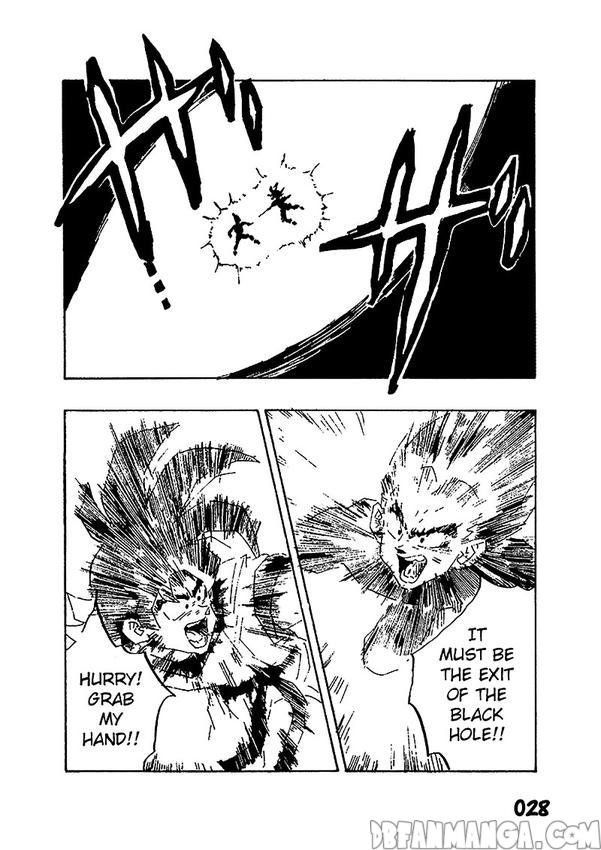 IT
MUST BE
THE EXIT
OF THE
BLACK
HOLE!!
HURRY!
GRAB
MY
HAND!!
028
DBFANMANGA.COM